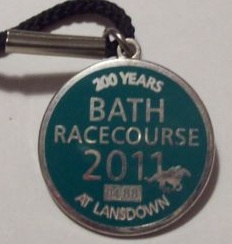 200 YEARS
BATH
RACECOURSE
2011
AT LANSDOWN